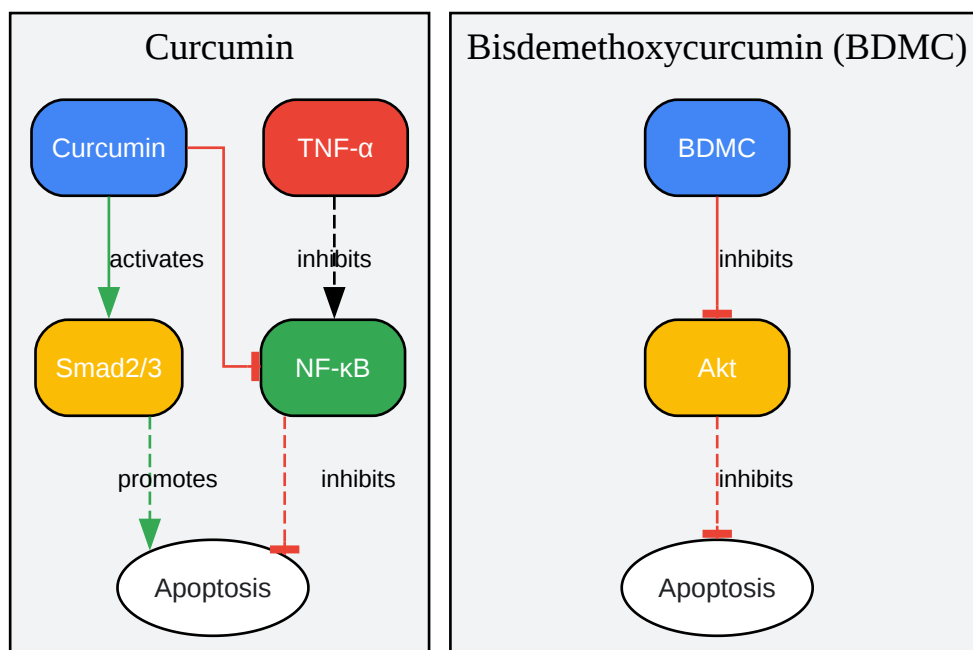 Curcumin
Curcumin
TNF-α
activates
inhibits
Smad2/3
NF-κB
promotes
inhibits
Apoptosis
Bisdemethoxycurcumin (BDMC)
BDMC
inhibits
Akt
inhibits
Apoptosis